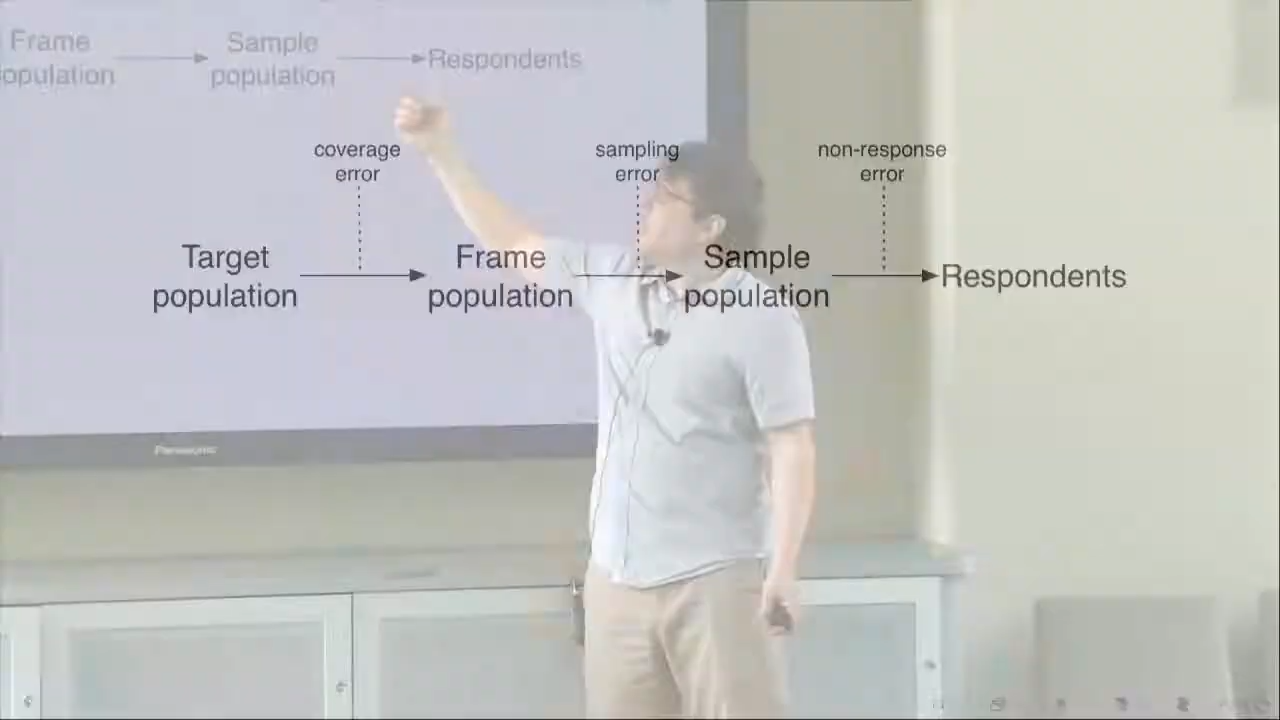 Frame
opulation
Sample
population
Respondents
coverage
error
sampling
error
non-response
error
Target
population
Frame
population
Sample
population
Respondents
Panasonic